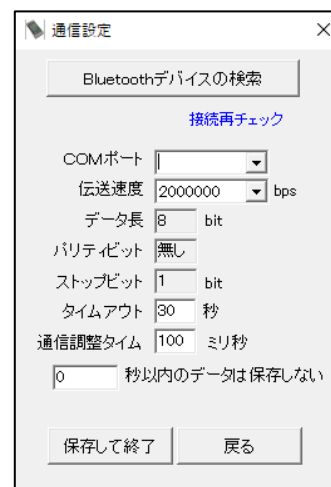 通信設定
Bluetoothデバイスの検索
接続再チェック
COMポート
伝送速度 2000000 bps
データ長 8 bit
パリティビット 無し
ストップビット 1 bit
タイムアウト 30 秒
通信調整タイム 100 ミリ秒
0 秒以内のデータは保存しない
保存して終了 戻る